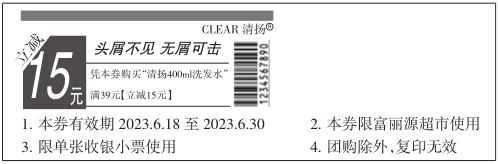 CLEAR 清扬®
立减
15元
头屑不见 无屑可击
凭本券购买“清扬400ml洗发水”
满39元【立减15元】
1234567890
1. 本券有效期 2023.6.18 至 2023.6.30
2. 本券限富丽源超市使用
3. 限单张收银小票使用
4. 团购除外,复印无效